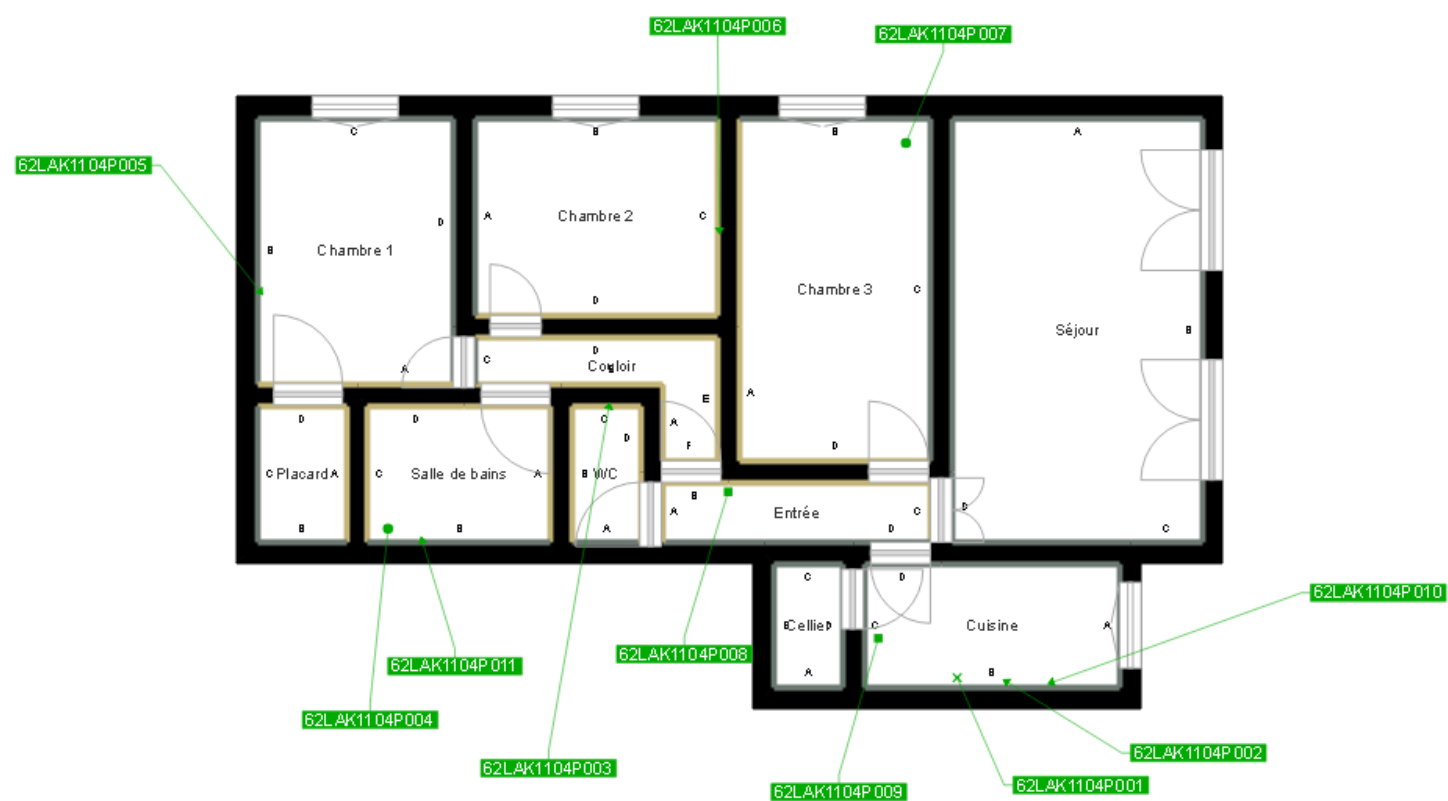 62LAK1104P006
62LAK1104P007
C
B
B
A
62LAK1104P005
A
Chambre 2
C
D
B
Chambre 1
C
Chambre 3
D
B
Séjour
D
C
Couloir
A
E
A
A
D
C
D
D
A
F
D
C
Placard
A
C
Salle de bains
A
B
WC
B
A
Entrée
C
D
D
C
B
B
A
C
D
62LAK1104P010
Cellier
D
C
Cuisine
A
A
B
62LAK1104P008
62LAK1104P011
62LAK1104P004
62LAK1104P003
62LAK1104P002
62LAK1104P001
62LAK1104P009